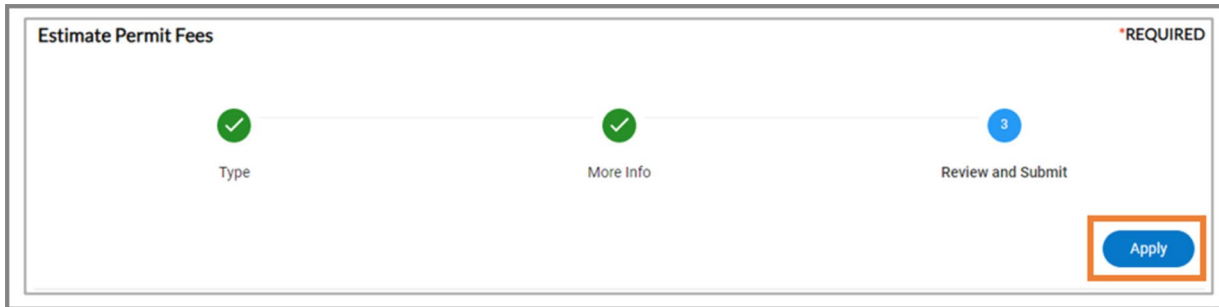 Estimate Permit Fees
*REQUIRED
3
Type
More Info
Review and Submit
Apply